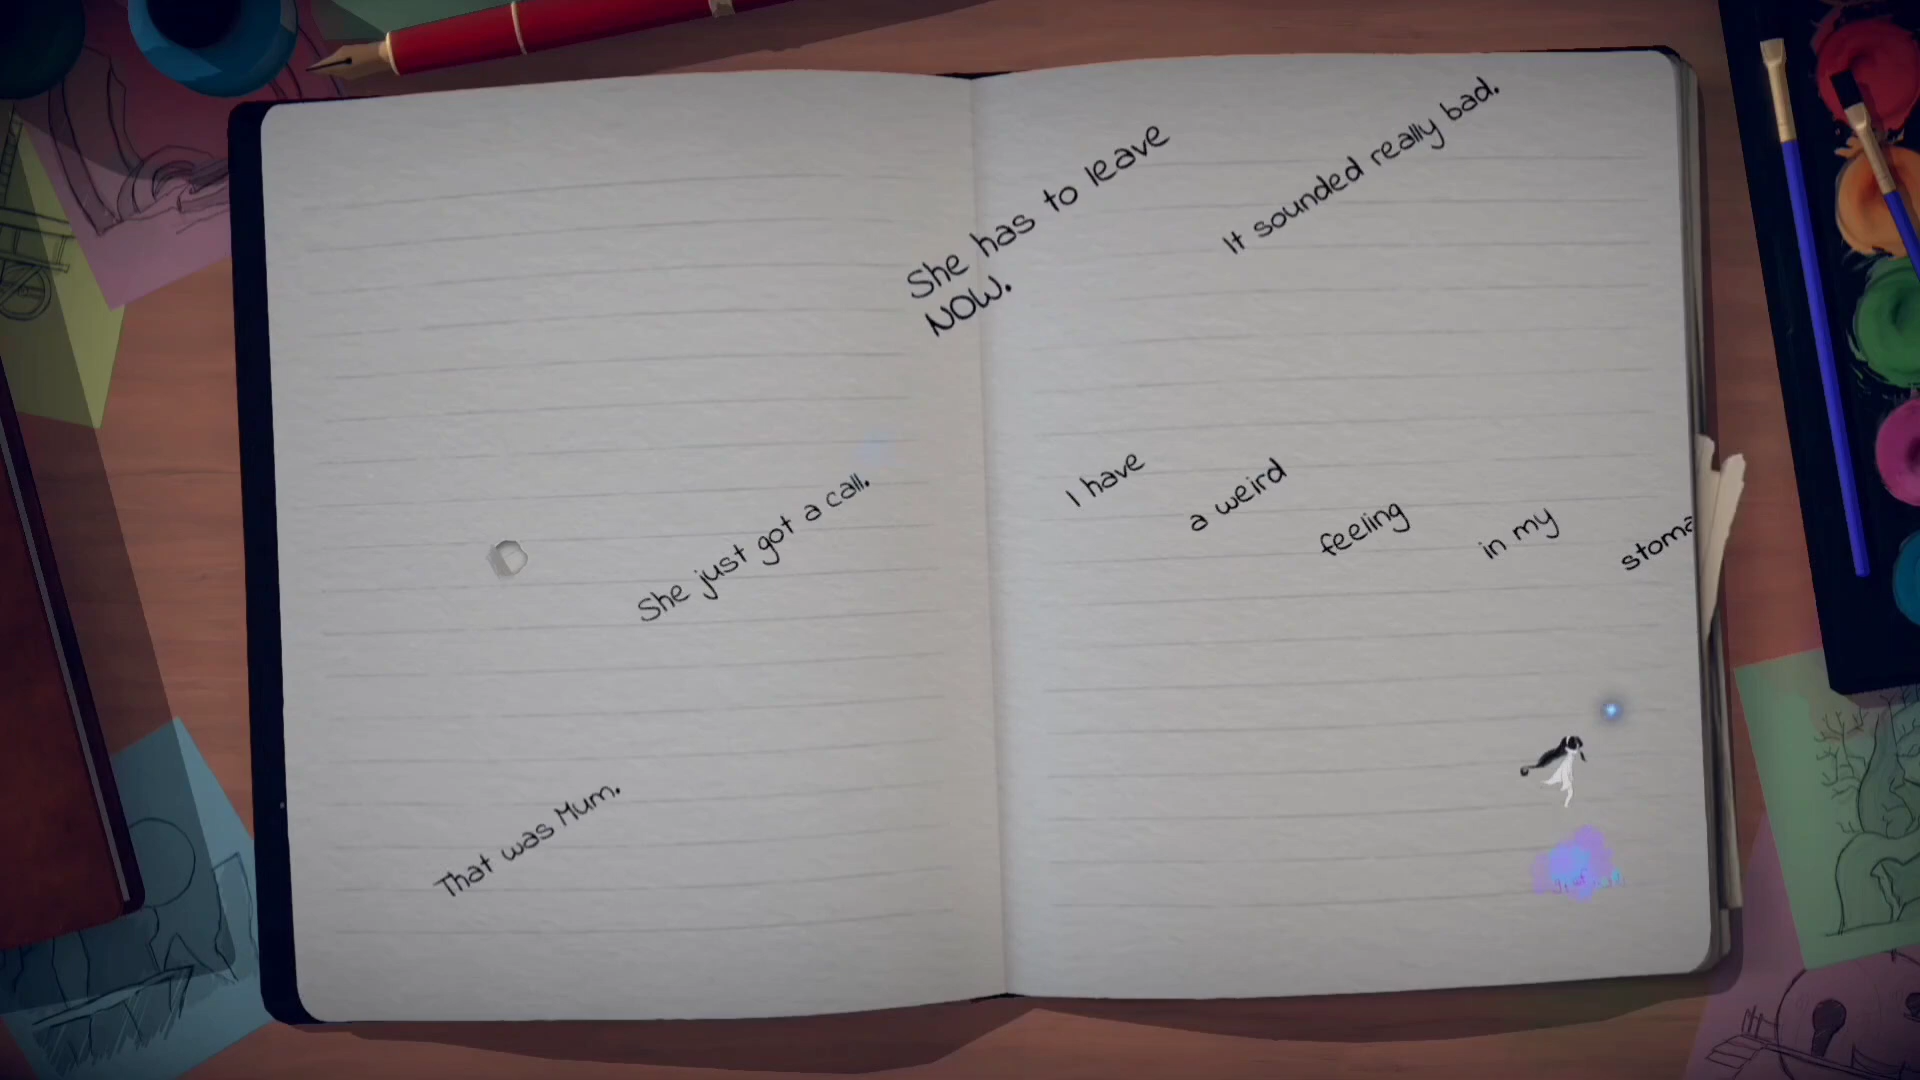 That was Mum.
She just got a call.
She has to leave
NOW.
It sounded really bad.
I have
a weird
feeling
in my
stoma